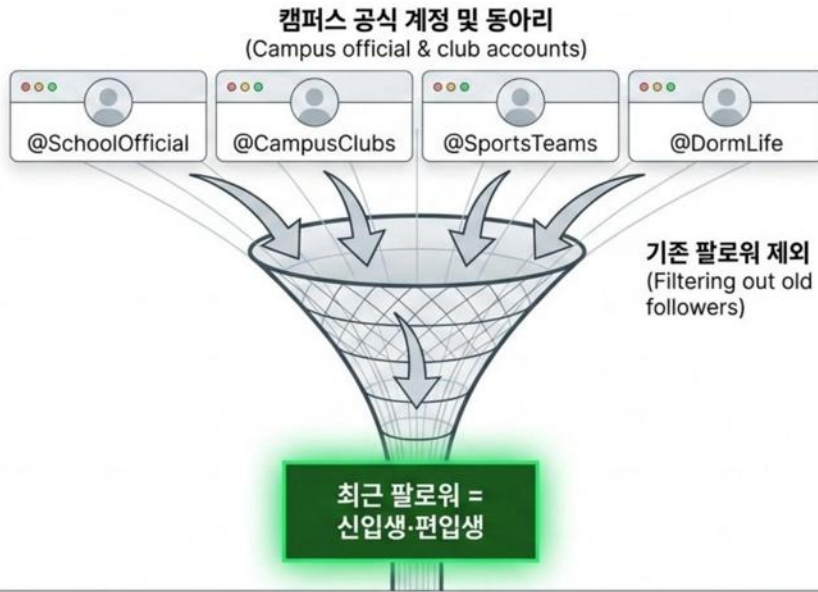 캠퍼스 공식 계정 및 동아리
(Campus official & club accounts)
@SchoolOfficial
@CampusClubs
@SportsTeams
@DormLife
기존 팔로워 제외
(Filtering out old
followers)
최근 팔로워 =
신입생·편입생